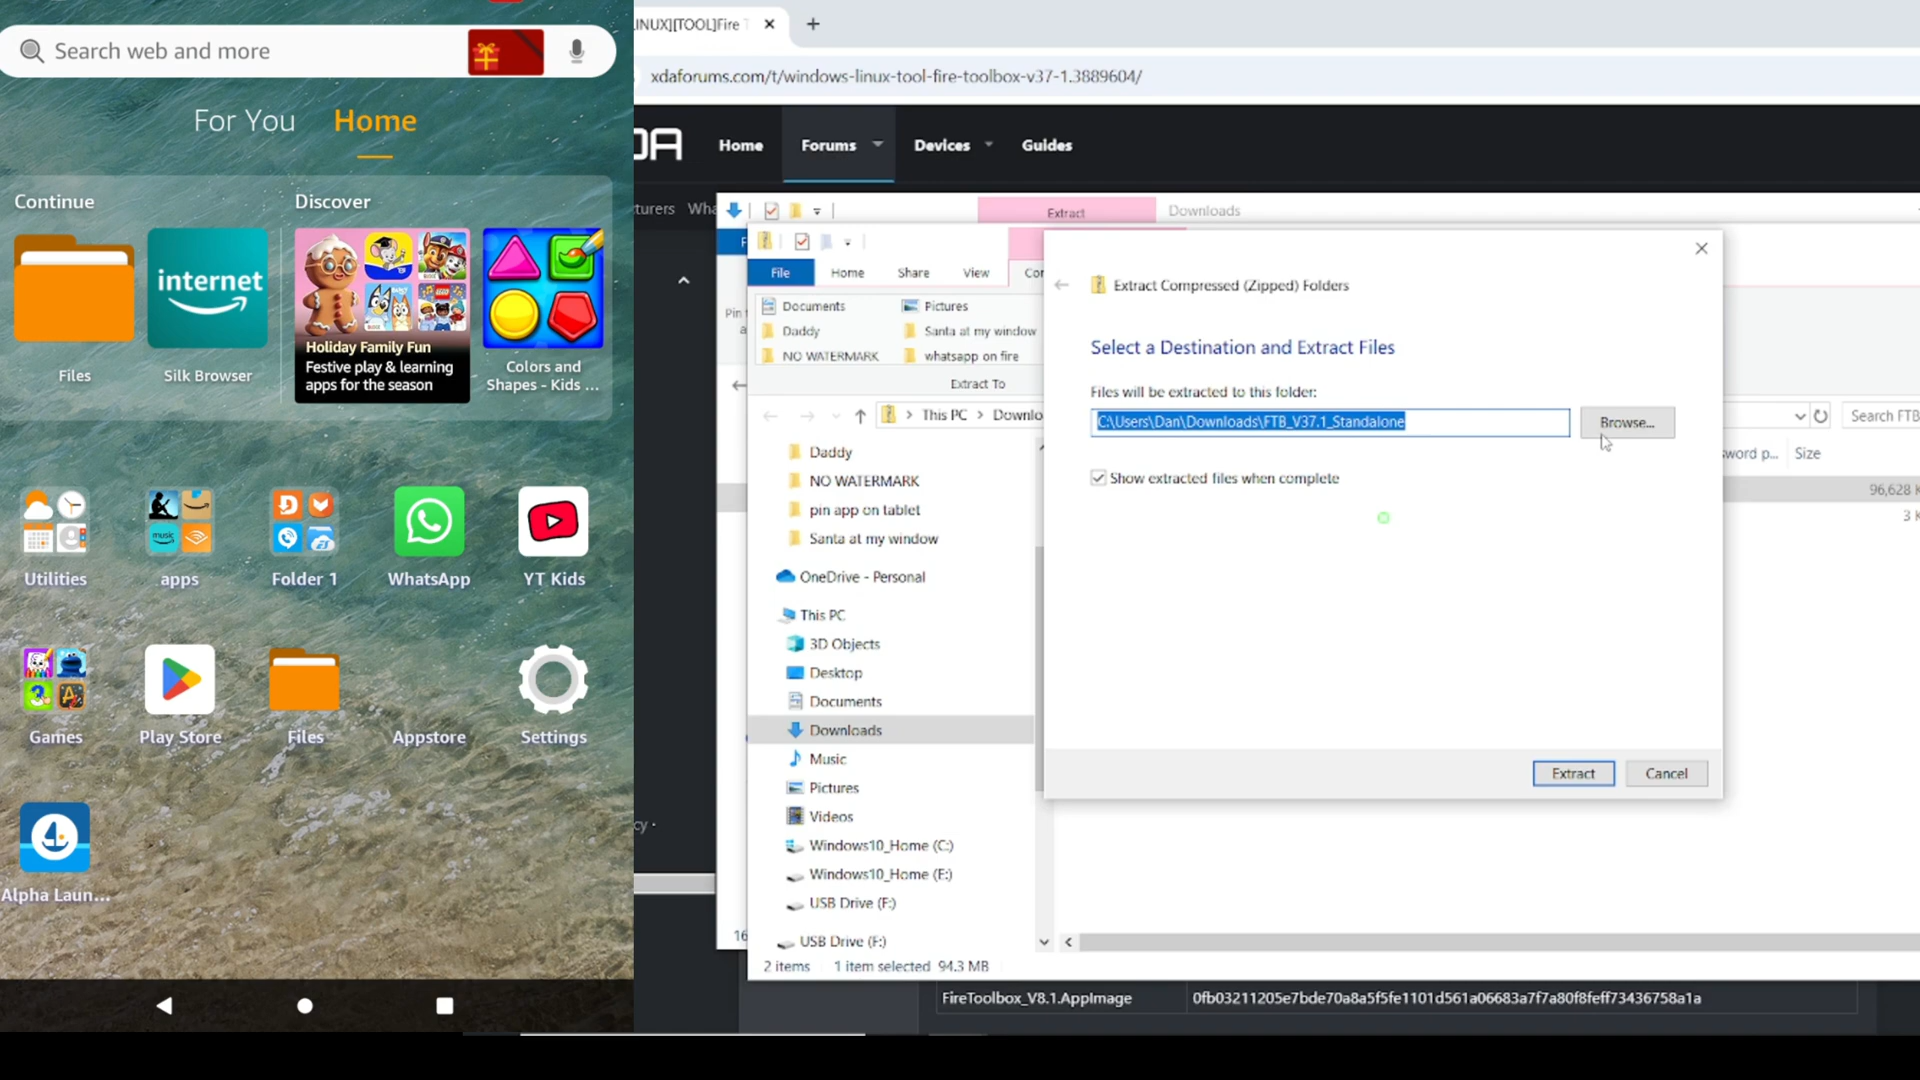 Search web and more
For You
Home
Continue
Discover
internet
Holiday Family Fun
Festive play & learning
apps for the season
Files
Silk Browser
Colors and
Shapes - Kids ...
Utilities
apps
Folder 1
WhatsApp
YT Kids
Games
Play Store
Files
Appstore
Settings
Alpha Laun...
INUX][TOOL]Fire
xdaforums.com/t/windows-linux-tool-fire-toolbox-v37-1.3889604/
Home
Forums
Devices
Guides
turers
Extract
Downloads
File
Home
Share
View
Documents
Pictures
Daddy
Santa at my window
NO WATERMARK
whatsapp on fire
Extract To
This PC
Downlo
Daddy
NO WATERMARK
pin app on tablet
Santa at my window
OneDrive - Personal
This PC
3D Objects
Desktop
Documents
Downloads
Music
Pictures
Videos
Windows10_Home (C:)
Windows10_Home (E:)
USB Drive (F:)
USB Drive (F:)
2 items 1 item selected 94.3 MB
Extract Compressed (Zipped) Folders
Select a Destination and Extract Files
Files will be extracted to this folder:
C:\Users\Dan\Downloads\FTB_V37.1_Standalone
Browse...
Show extracted files when complete
Extract
Cancel
Search FTB
sword p...
Size
96,628 K
3 K
FireToolbox_V8.1.AppImage
0fb03211205e7bde70a8a5f5fe1101d561a06683a7f7a80f8feff73436758a1a